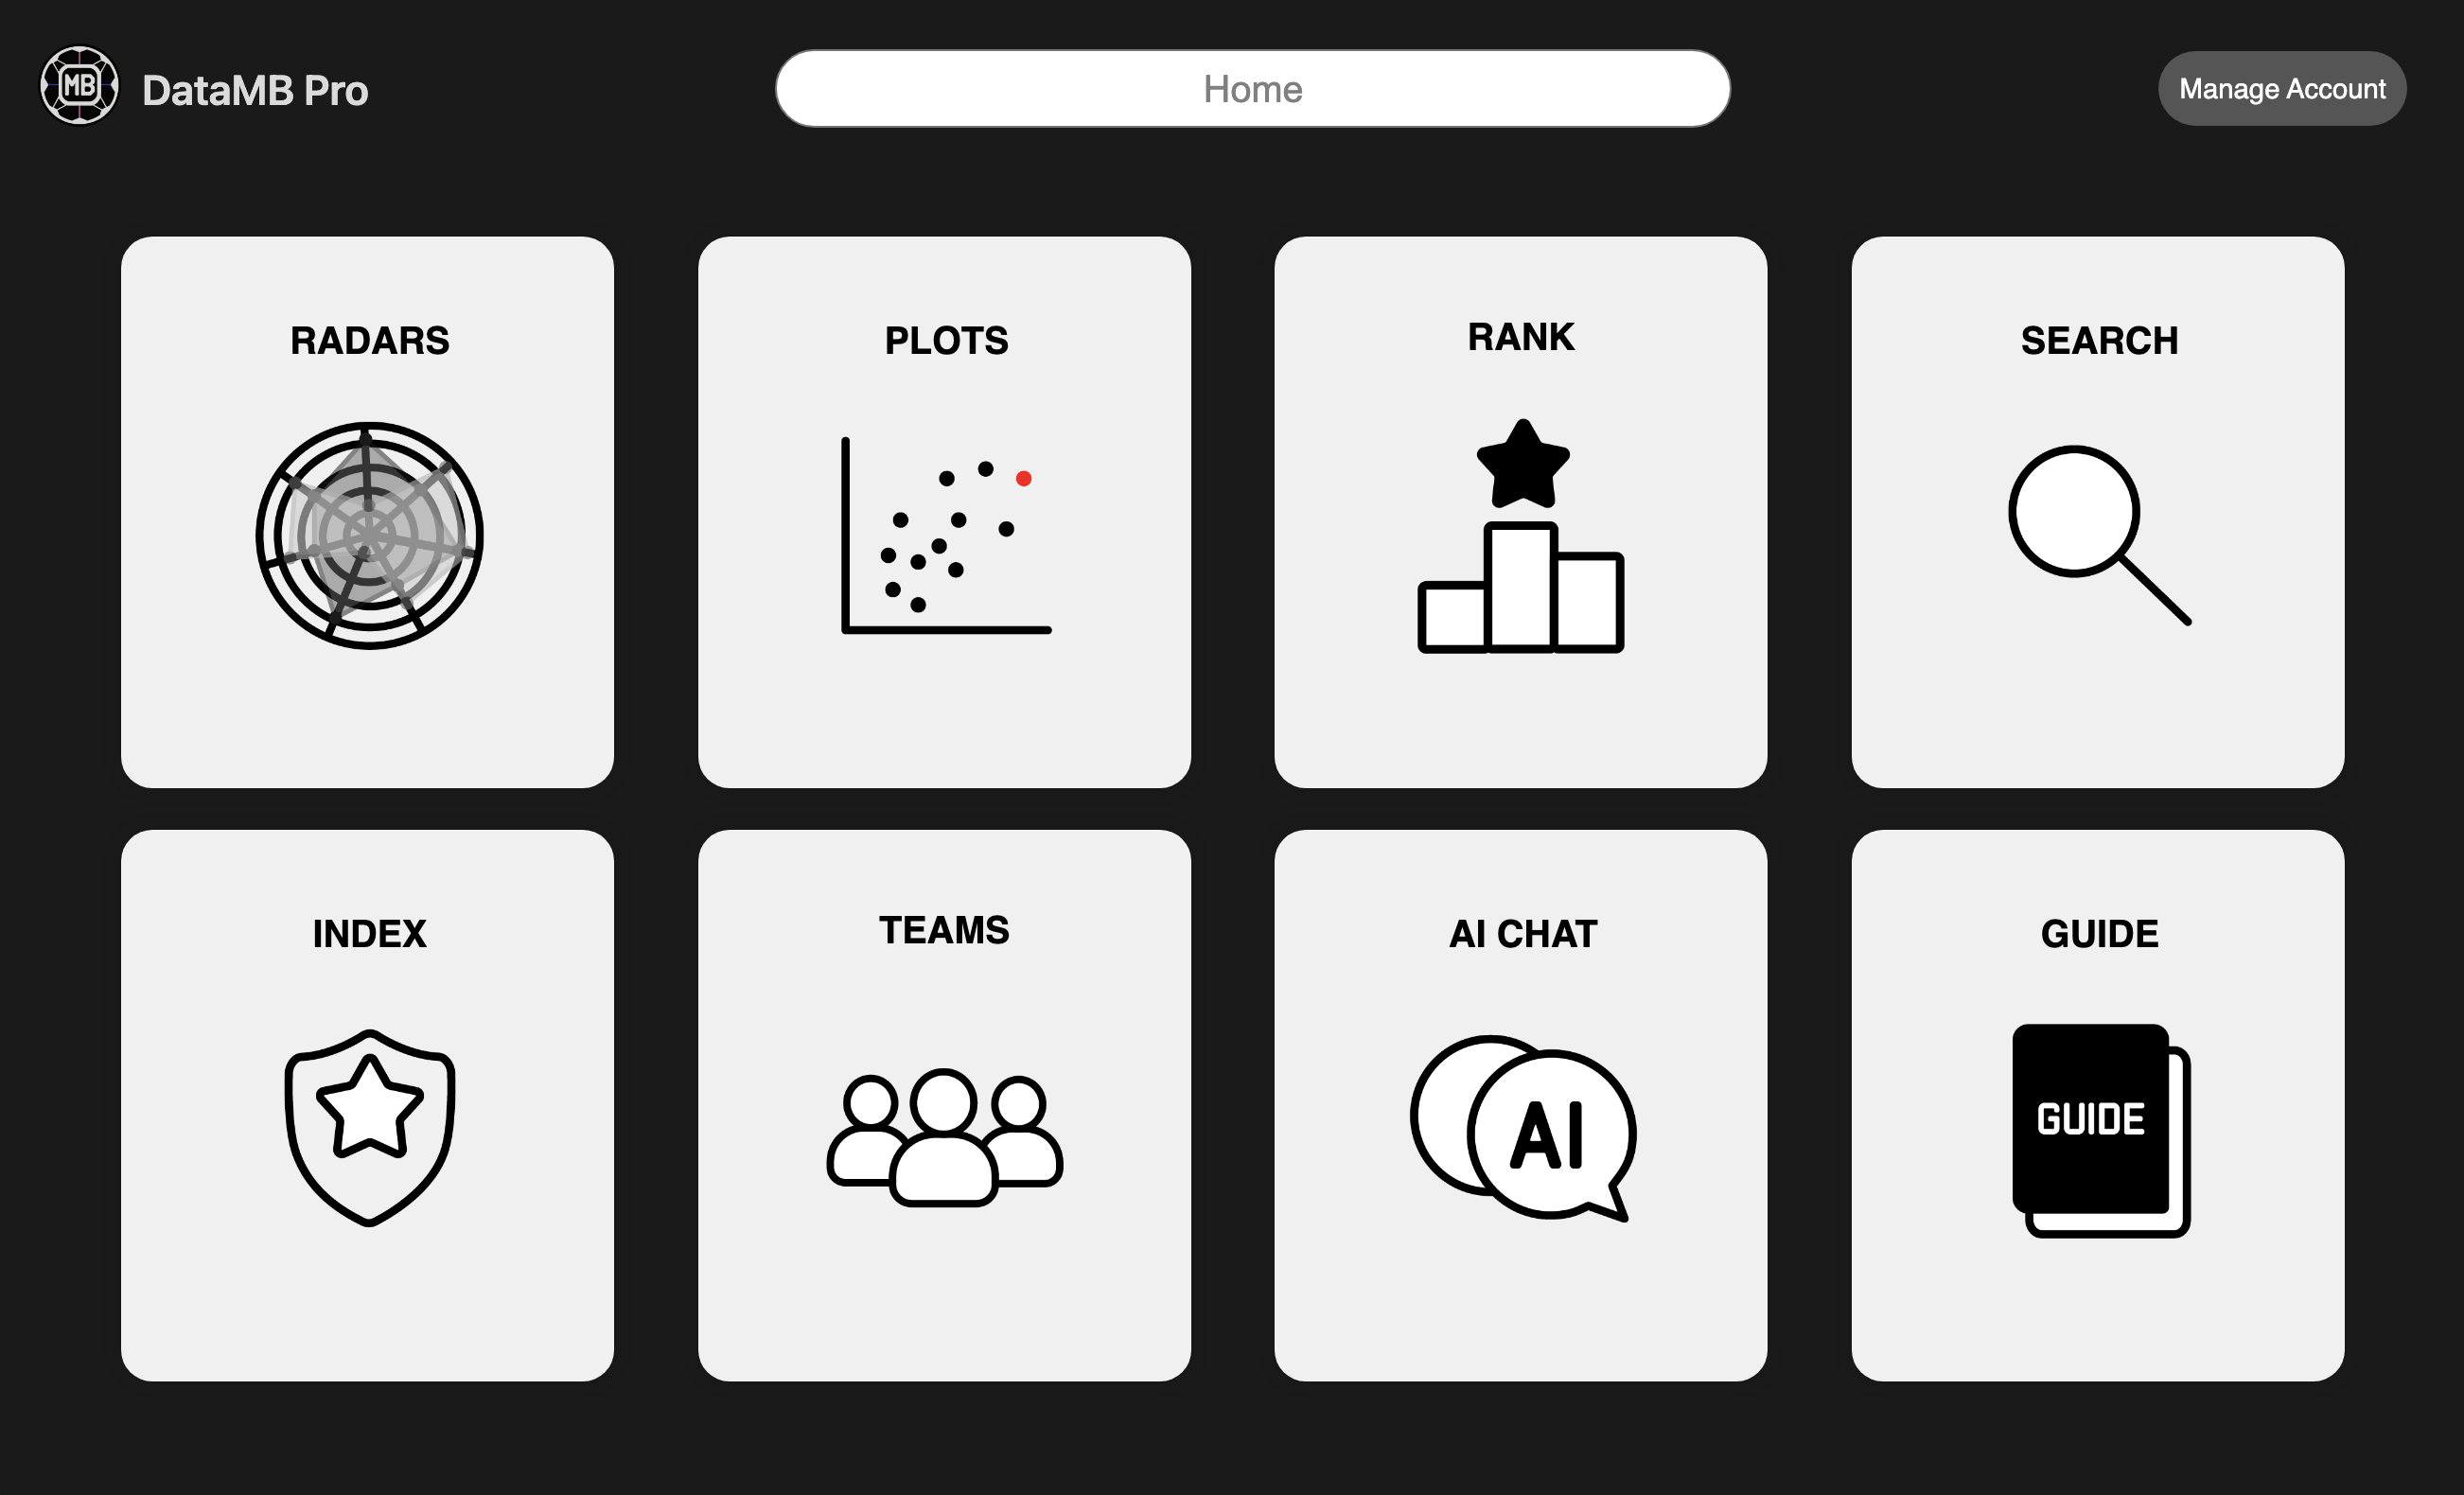 MB
DataMB Pro
Home
Manage Account
RADARS
PLOTS
RANK
SEARCH
INDEX
TEAMS
AI CHAT
GUIDE
AI
GUIDE